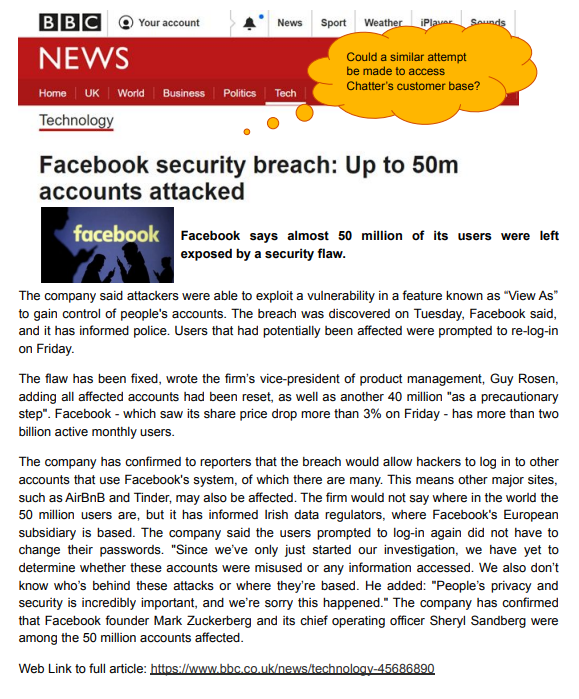 BBC Your account News Sport Weather iPlayer Sounds
NEWS
Could a similar attempt
be made to access
Chatter's customer base?
Home UK World Business Politics Tech
Technology
Facebook security breach: Up to 50m
accounts attacked
facebook
Facebook says almost 50 million of its users were left
exposed by a security flaw.
The company said attackers were able to exploit a vulnerability in a feature known as “View As”
to gain control of people's accounts. The breach was discovered on Tuesday, Facebook said,
and it has informed police. Users that had potentially been affected were prompted to re-log-in
on Friday.
The flaw has been fixed, wrote the firm’s vice-president of product management, Guy Rosen,
adding all affected accounts had been reset, as well as another 40 million "as a precautionary
step". Facebook - which saw its share price drop more than 3% on Friday - has more than two
billion active monthly users.
The company has confirmed to reporters that the breach would allow hackers to log in to other
accounts that use Facebook's system, of which there are many. This means other major sites,
such as AirBnB and Tinder, may also be affected. The firm would not say where in the world the
50 million users are, but it has informed Irish data regulators, where Facebook's European
subsidiary is based. The company said the users prompted to log-in again did not have to
change their passwords. "Since we’ve only just started our investigation, we have yet to
determine whether these accounts were misused or any information accessed. We also don’t
know who’s behind these attacks or where they’re based. He added: "People’s privacy and
security is incredibly important, and we’re sorry this happened." The company has confirmed
that Facebook founder Mark Zuckerberg and its chief operating officer Sheryl Sandberg were
among the 50 million accounts affected.
Web Link to full article: https://www.bbc.co.uk/news/technology-45686890